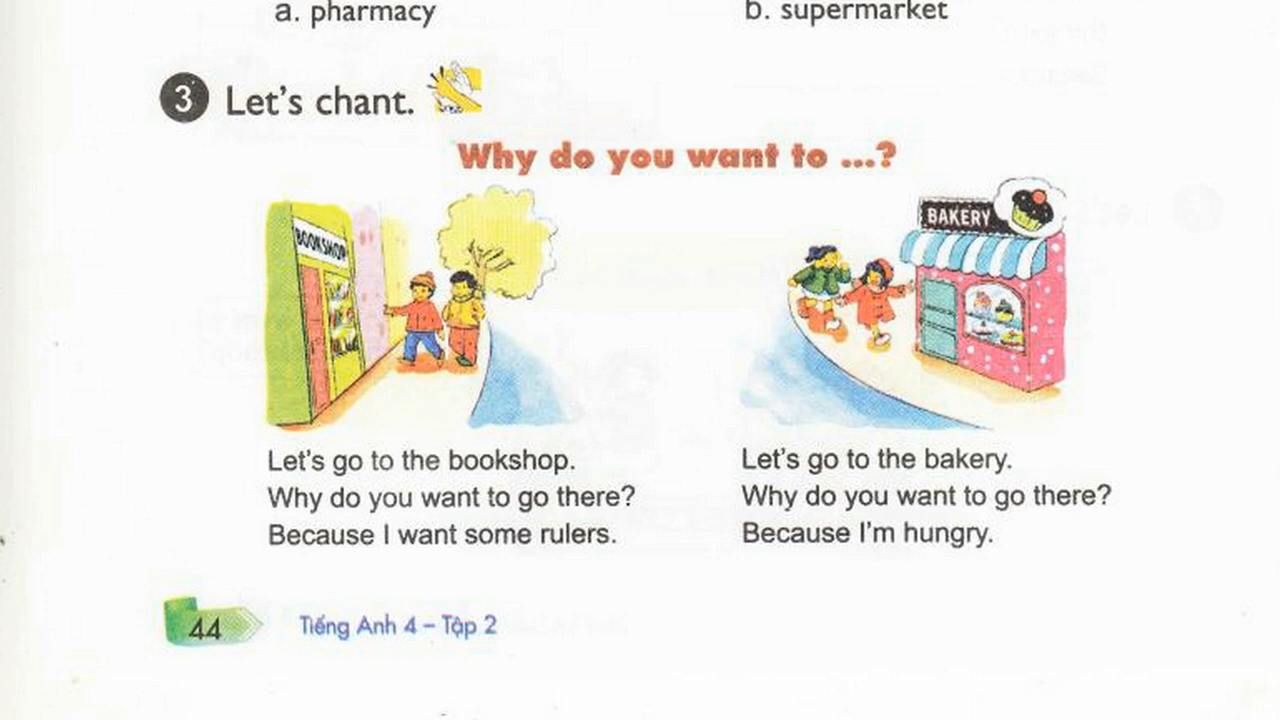 a. pharmacy
b. supermarket
3 Let's chant.
Why do you want to ...?
BOOKSHOP
BAKERY
Let's go to the bookshop.
Why do you want to go there?
Because I want some rulers.
Let's go to the bakery.
Why do you want to go there?
Because I'm hungry.
44
Tiếng Anh 4 – Tập 2